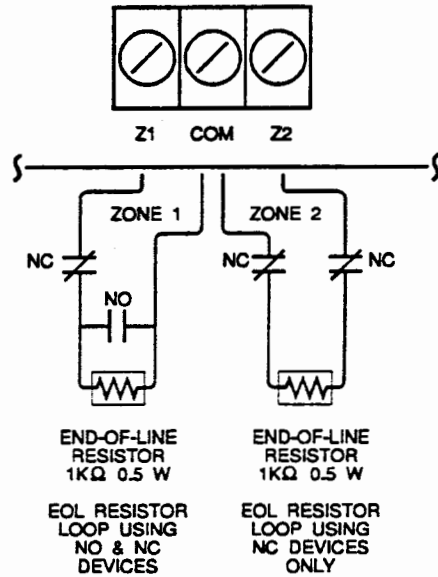 Z1 COM Z2
ZONE 1 ZONE 2
NC NC NC
NO
END-OF-LINE
RESISTOR
1KΩ 0.5 W
END-OF-LINE
RESISTOR
1KΩ 0.5 W
EOL RESISTOR
LOOP USING
NO & NC
DEVICES
EOL RESISTOR
LOOP USING
NC DEVICES
ONLY